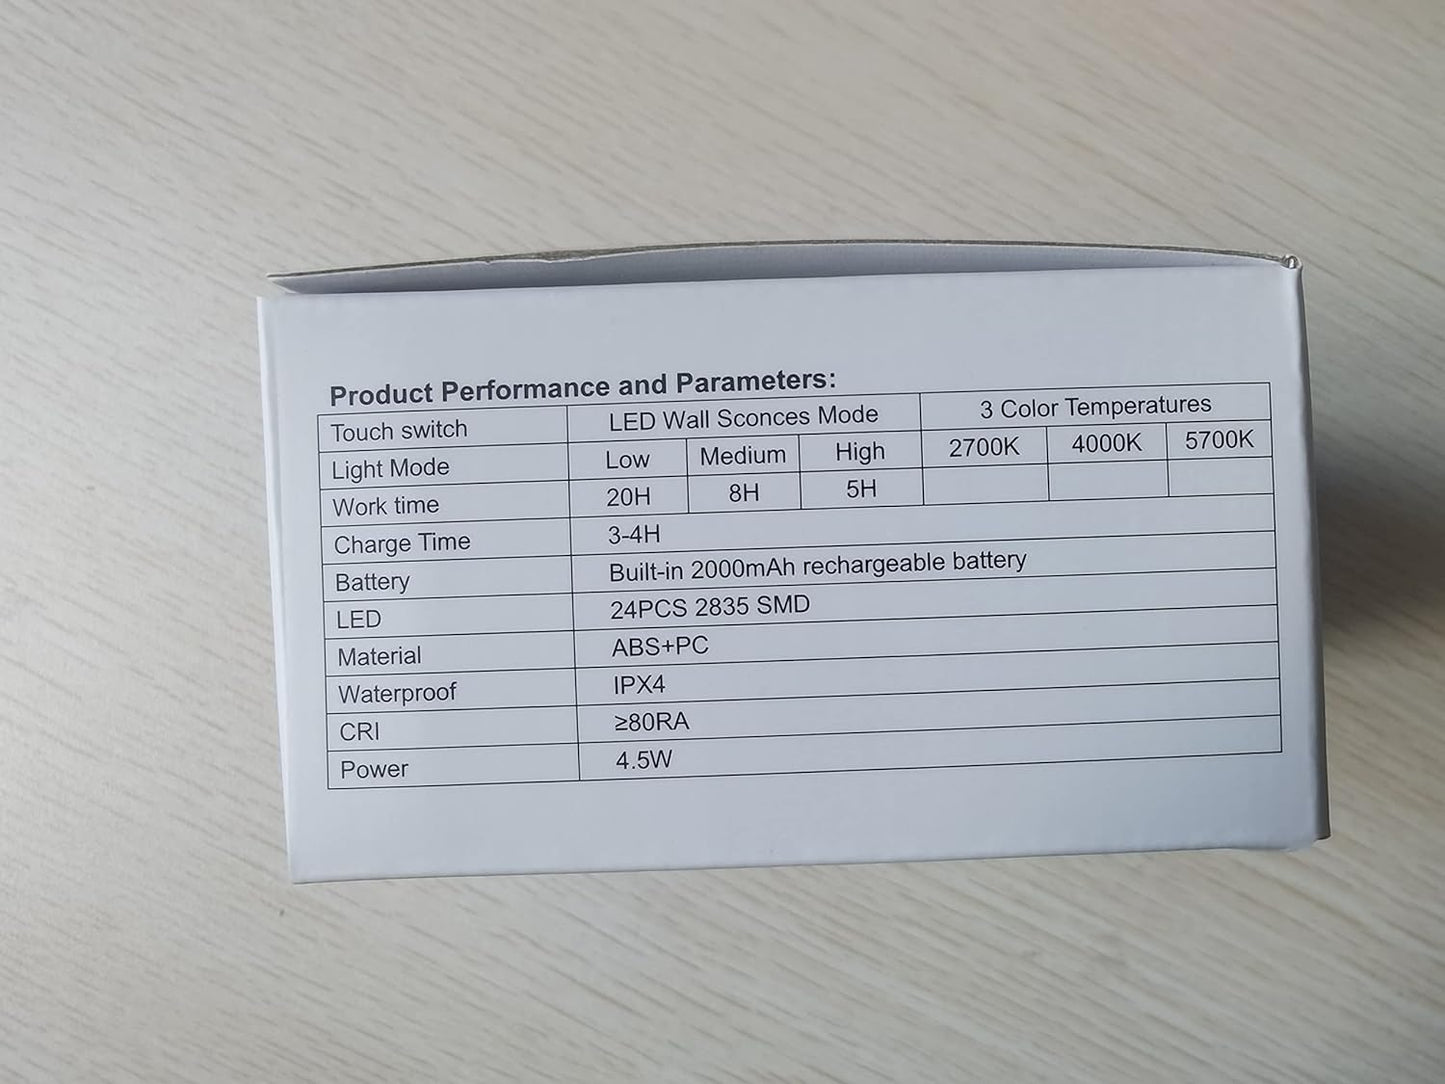 Product Performance and Parameters:
Touch switch LED Wall Sconces Mode 3 Color Temperatures
Light Mode Low Medium High 2700K 4000K 5700K
Work time 20H 8H 5H
Charge Time 3-4H
Battery Built-in 2000mAh rechargeable battery
LED 24PCS 2835 SMD
Material ABS+PC
Waterproof IPX4
CRI ≥80RA
Power 4.5W